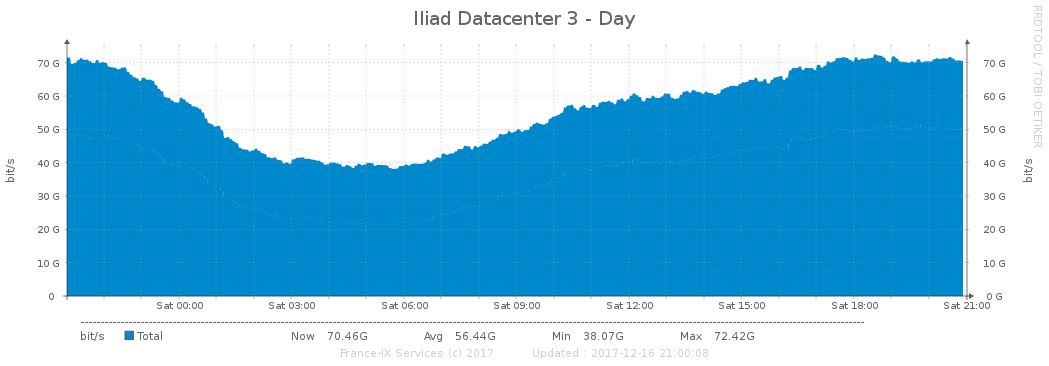 Iliad Datacenter 3 - Day
RRDTOOL / TOBI OETIKER
bit/s
70 G 70 G
60 G 60 G
50 G 50 G
40 G 40 G
30 G 30 G
20 G 20 G
10 G 10 G
0 0 G
bit/s
Sat 00:00 Sat 03:00 Sat 06:00 Sat 09:00 Sat 12:00 Sat 15:00 Sat 18:00 Sat 21:00
bit/s Total Now 70.46G Avg 56.44G Min 38.07G Max 72.42G
France-IX Services (c) 2017 Updated : 2017-12-16 21:00:08